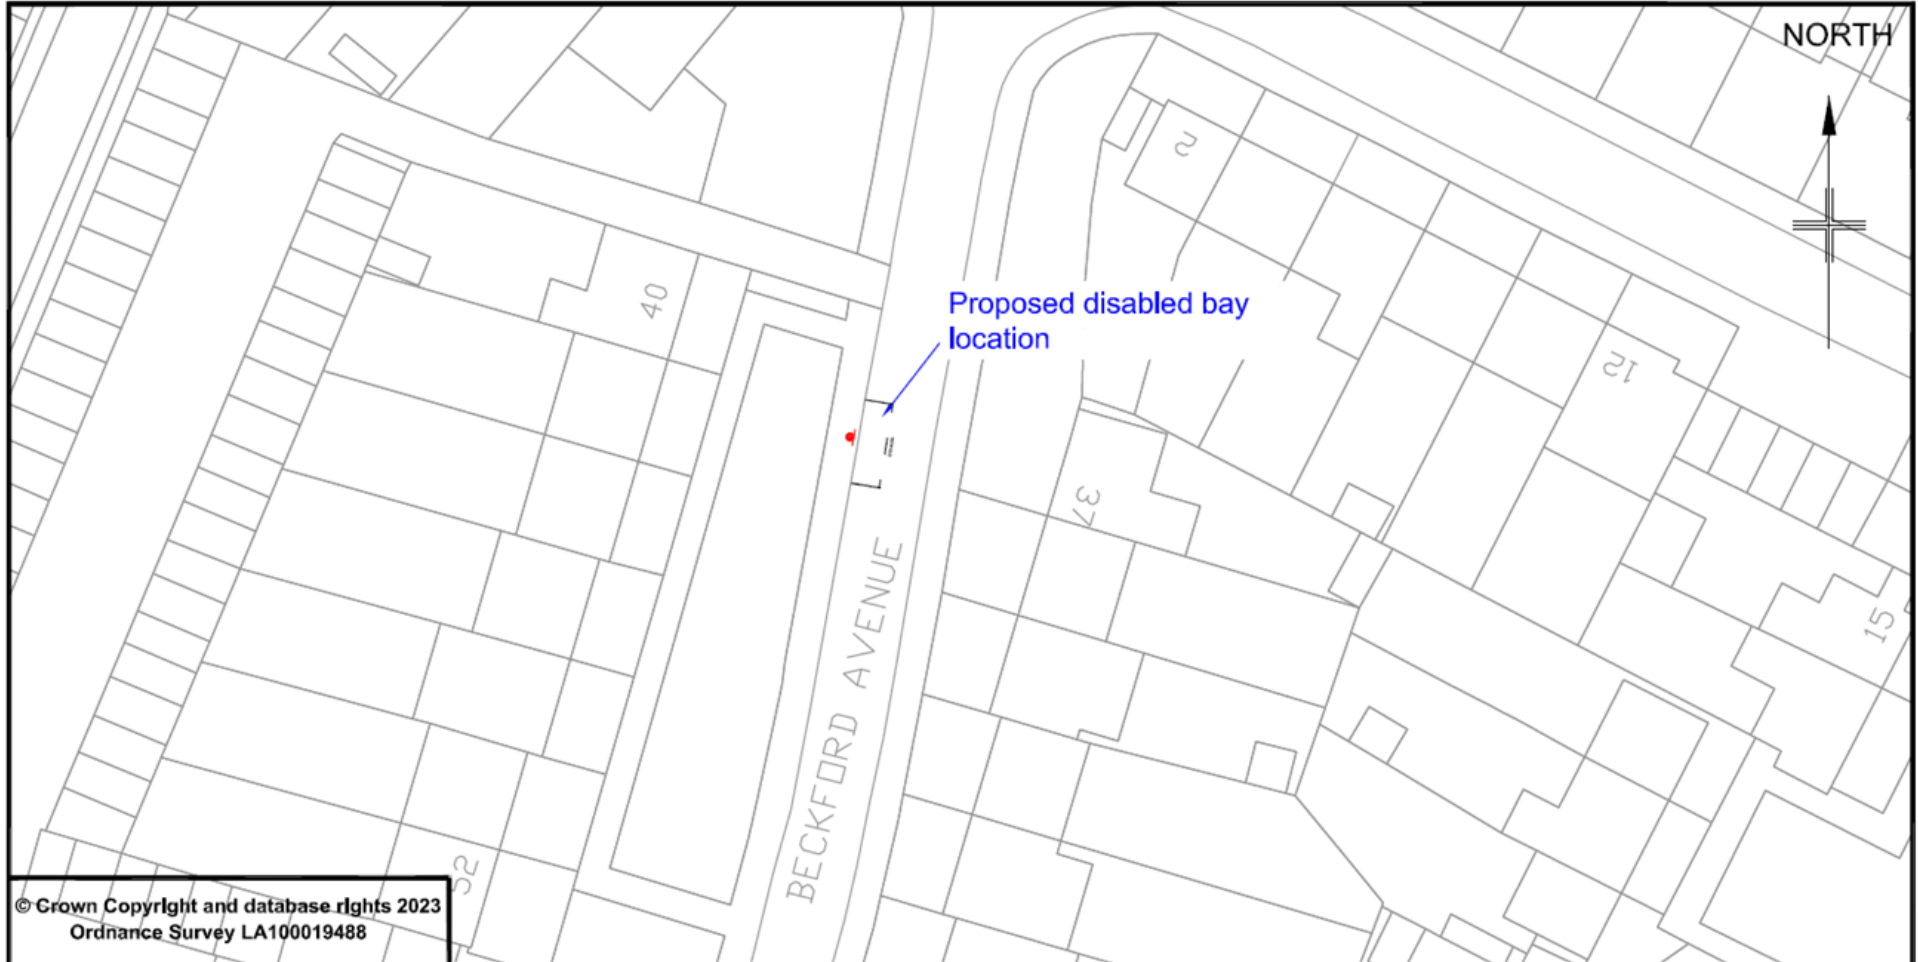 NORTH
2
40
Proposed disabled bay
location
12
37
15
BECKFORD AVENUE
52
© Crown Copyright and database rights 2023
Ordnance Survey LA100019488